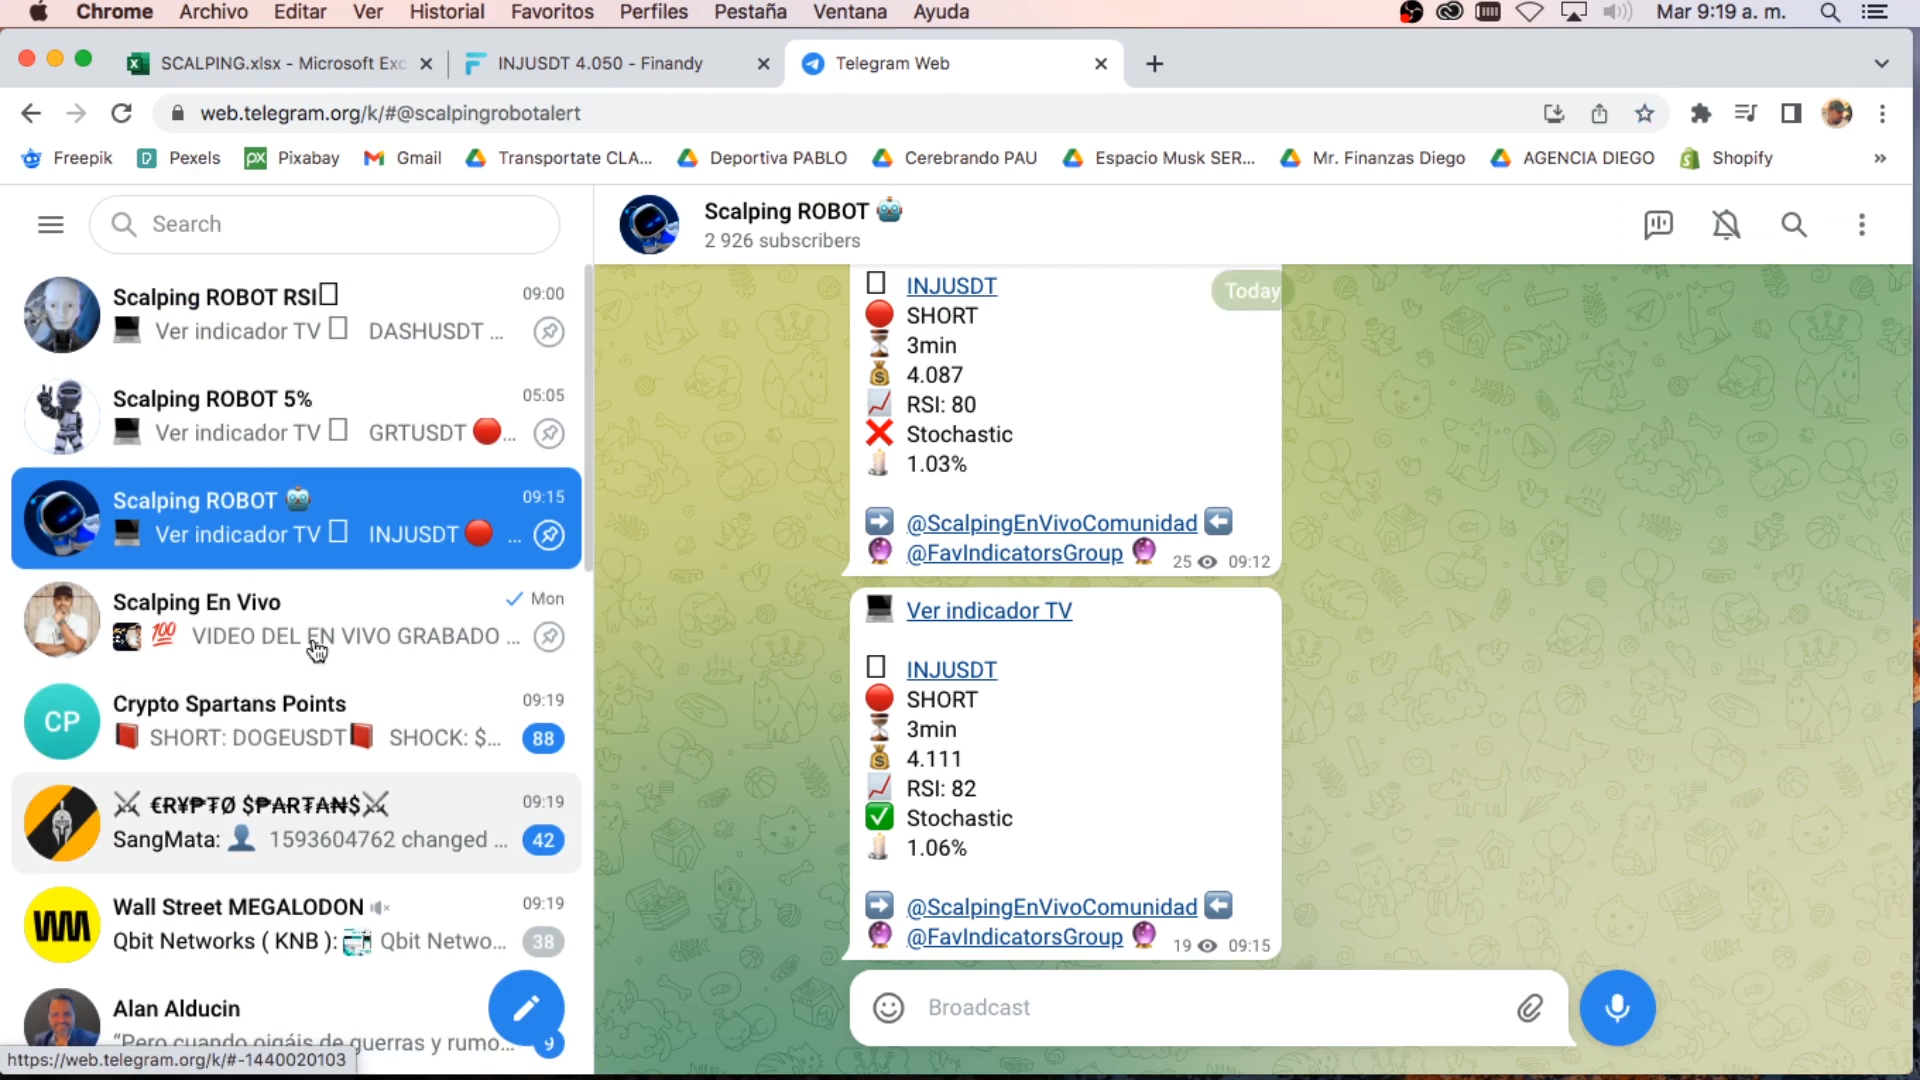 Chrome Archivo Editar Ver Historial Favoritos Perfiles Pestaña Ventana Ayuda Mar 9:19 a. m.
SCALPING.xlsx - Microsoft Exc INJUSDT 4.050 - Finandy Telegram Web
web.telegram.org/k/#@scalpingrobotalert
Freepik Pexels Pixabay Gmail Transportate CLA... Deportiva PABLO Cerebrando PAU Espacio Musk SER... Mr. Finanzas Diego AGENCIA DIEGO Shopify »
Search
Scalping ROBOT RSI 09:00
Ver indicador TV DASHUSDT ...
Scalping ROBOT 5% 05:05
Ver indicador TV GRTUSDT 🔴...
Scalping ROBOT 🤖 09:15
Ver indicador TV INJUSDT 🔴 ...
Scalping En Vivo Mon
💯 VIDEO DEL EN VIVO GRABADO ...
Crypto Spartans Points 09:19
CP
📕 SHORT: DOGEUSDT📕 SHOCK: $... 88
⚔ €Ɽ¥₱₮Ø $₱₳Ɽ₮₳₦$⚔ 09:19
SangMata: 👤 1593604762 changed ... 42
Wall Street MEGALODON 09:19
Qbit Networks ( KNB ): Qbit Netwo... 38
Alan Alducin
“Pero cuando oigáis de guerras y rumo... 9
https://web.telegram.org/k/#-1440020103
Scalping ROBOT 🤖
2 926 subscribers
Today
INJUSDT
🔴 SHORT
⏳ 3min
💰 4.087
📈 RSI: 80
❌ Stochastic
🕯 1.03%
➡️ @ScalpingEnVivoComunidad ⬅️
🔮 @FavIndicatorsGroup 🔮 25 09:12
💻 Ver indicador TV
INJUSDT
🔴 SHORT
⏳ 3min
💰 4.111
📈 RSI: 82
✅ Stochastic
🕯 1.06%
➡️ @ScalpingEnVivoComunidad ⬅️
🔮 @FavIndicatorsGroup 🔮 19 09:15
Broadcast